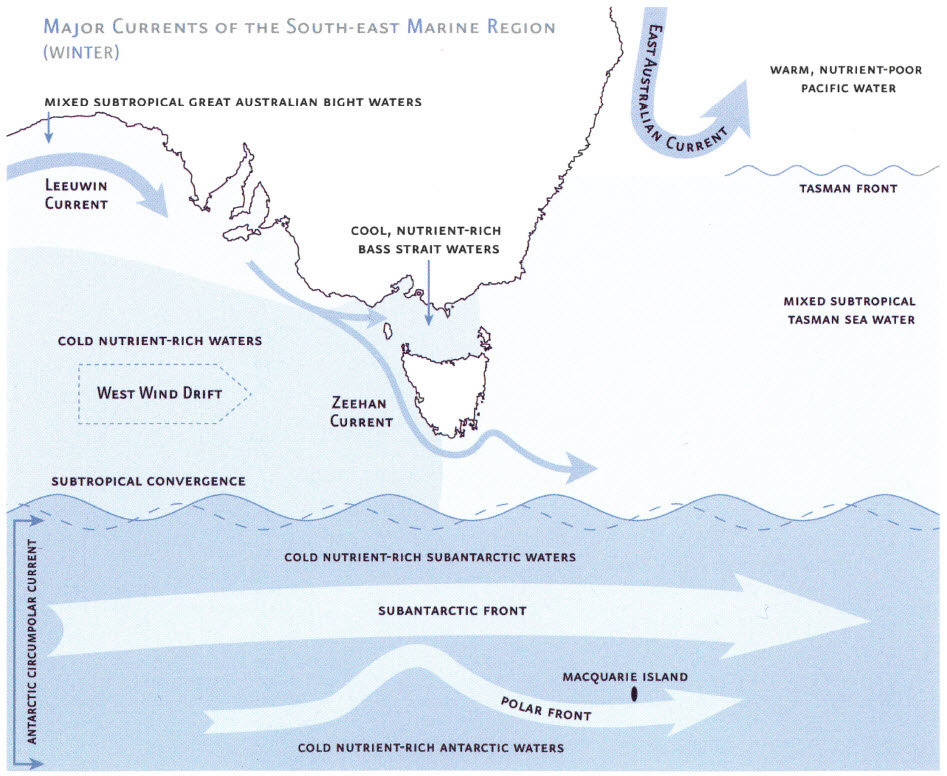 Major Currents of the South-east Marine Region
(winter)
MIXED SUBTROPICAL GREAT AUSTRALIAN BIGHT WATERS
East Australian Current
WARM, NUTRIENT-POOR
PACIFIC WATER
TASMAN FRONT
Leeuwin
Current
COOL, NUTRIENT-RICH
BASS STRAIT WATERS
MIXED SUBTROPICAL
TASMAN SEA WATER
COLD NUTRIENT-RICH WATERS
West Wind Drift
Zeehan
Current
SUBTROPICAL CONVERGENCE
ANTARCTIC CIRCUMPOLAR CURRENT
COLD NUTRIENT-RICH SUBANTARCTIC WATERS
SUBANTARCTIC FRONT
MACQUARIE ISLAND
POLAR FRONT
COLD NUTRIENT-RICH ANTARCTIC WATERS